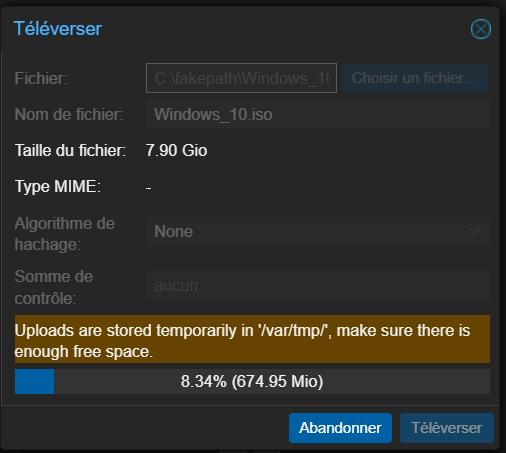 Téléverser
Fichier: C:\fakepath\Windows_10 Choisir un fichier...
Nom de fichier: Windows_10.iso
Taille du fichier: 7.90 Gio
Type MIME: -
Algorithme de
hachage: None
Somme de
contrôle: aucun
Uploads are stored temporarily in '/var/tmp/', make sure there is
enough free space.
8.34% (674.95 Mio)
Abandonner Téléverser